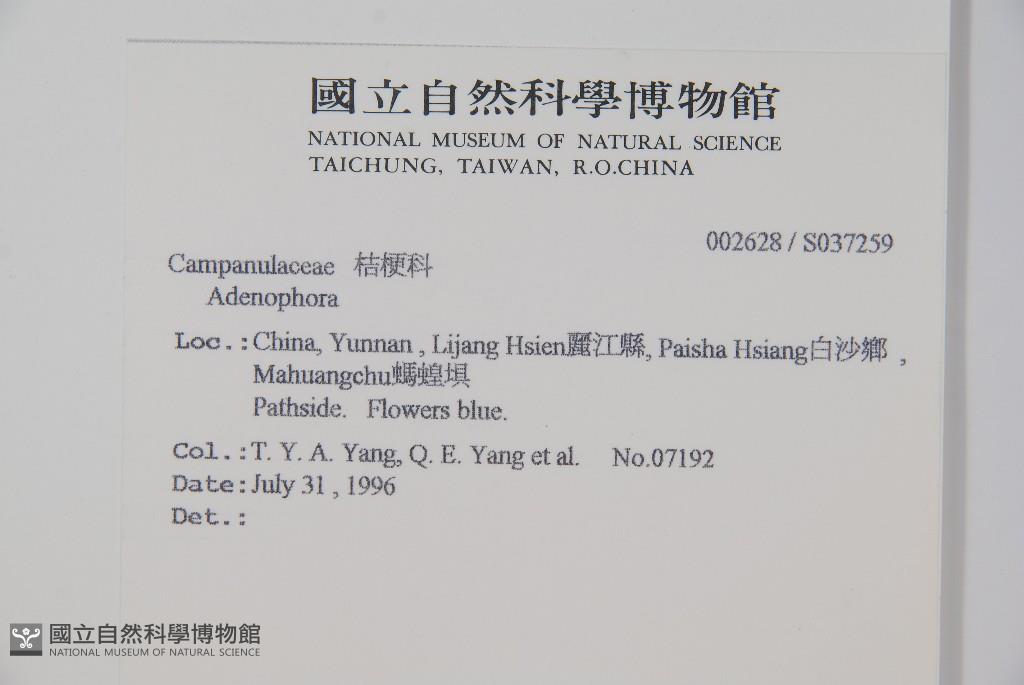 國立自然科學博物館
NATIONAL MUSEUM OF NATURAL SCIENCE
TAICHUNG, TAIWAN, R.O.CHINA
002628 / S037259
Campanulaceae 桔梗科
Adenophora
Loc.:China, Yunnan , Lijang Hsien麗江縣, Paisha Hsiang白沙鄉 ,
Mahuangchu螞蝗埧
Pathside. Flowers blue.
Col.:T. Y. A. Yang, Q. E. Yang et al. No.07192
Date:July 31 , 1996
Det.:
國立自然科學博物館
NATIONAL MUSEUM OF NATURAL SCIENCE